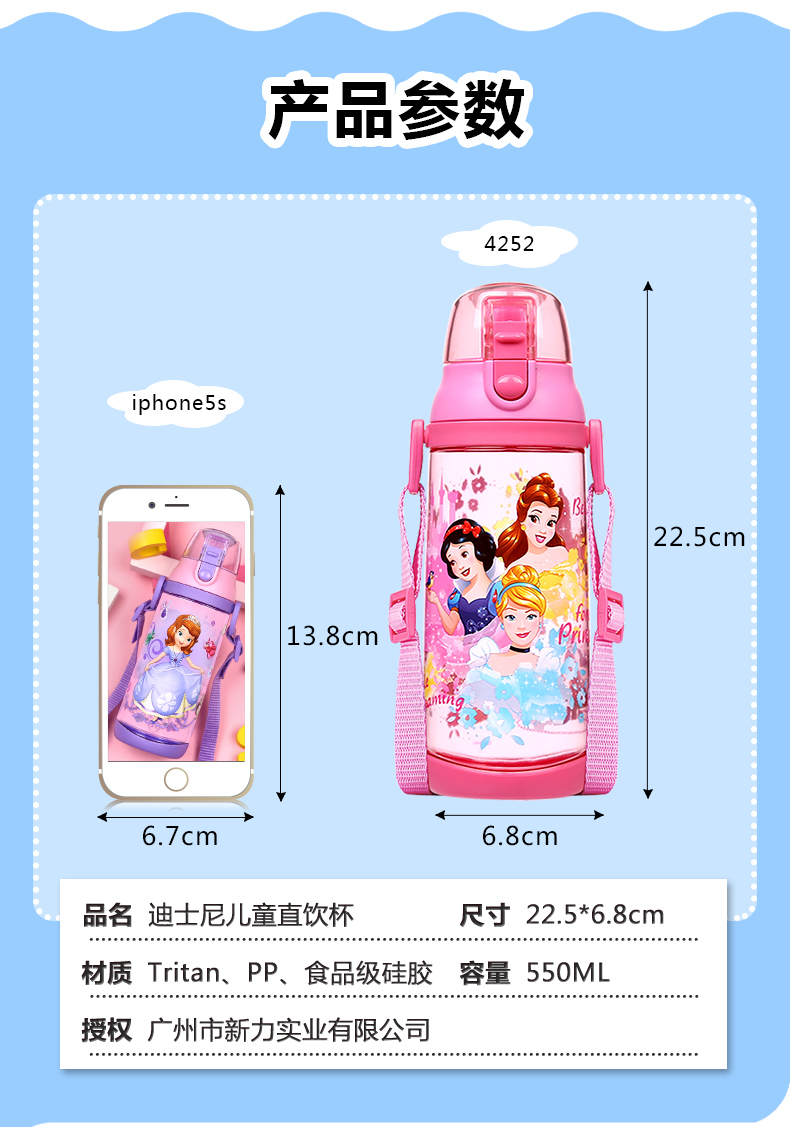 产品参数
4252
iphone5s
22.5cm
13.8cm
for
6.7cm
6.8cm
品名 迪士尼儿童直饮杯 尺寸 22.5*6.8cm
材质 Tritan、PP、食品级硅胶 容量 550ML
授权 广州市新力实业有限公司